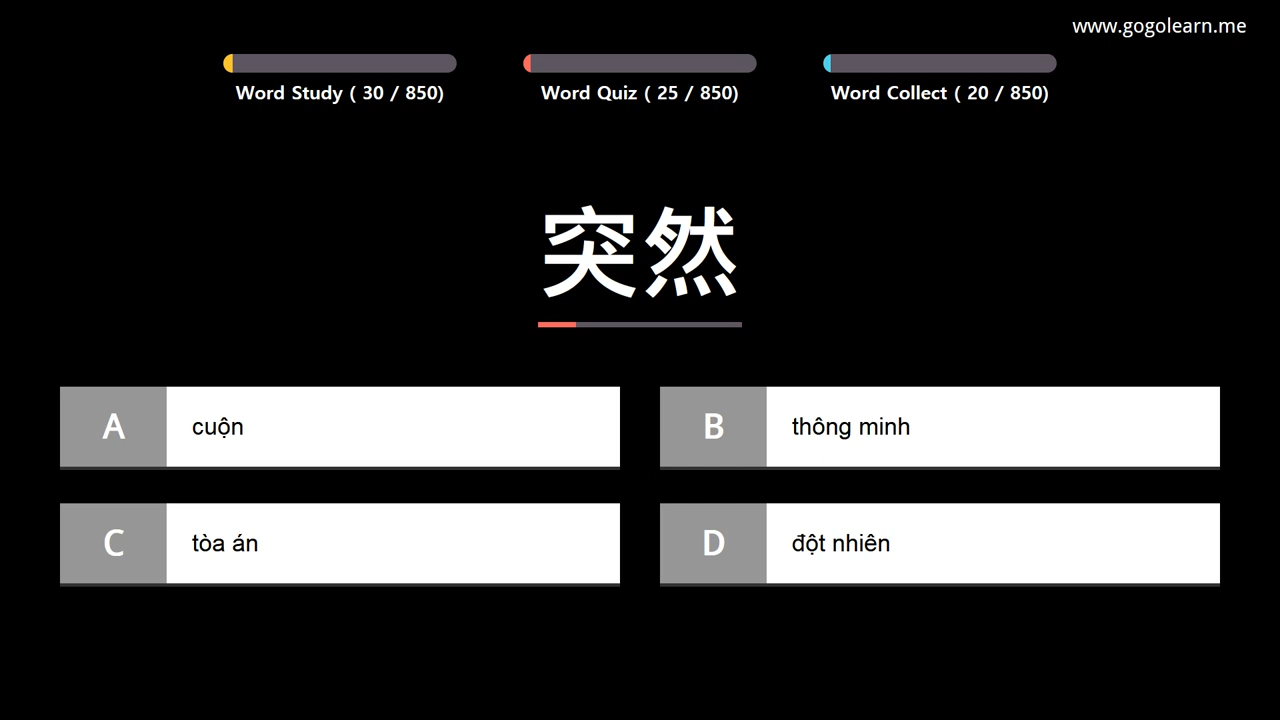 www.gogolearn.me
Word Study ( 30 / 850)
Word Quiz ( 25 / 850)
Word Collect ( 20 / 850)
突然
A cuộn
B thông minh
C tòa án
D đột nhiên